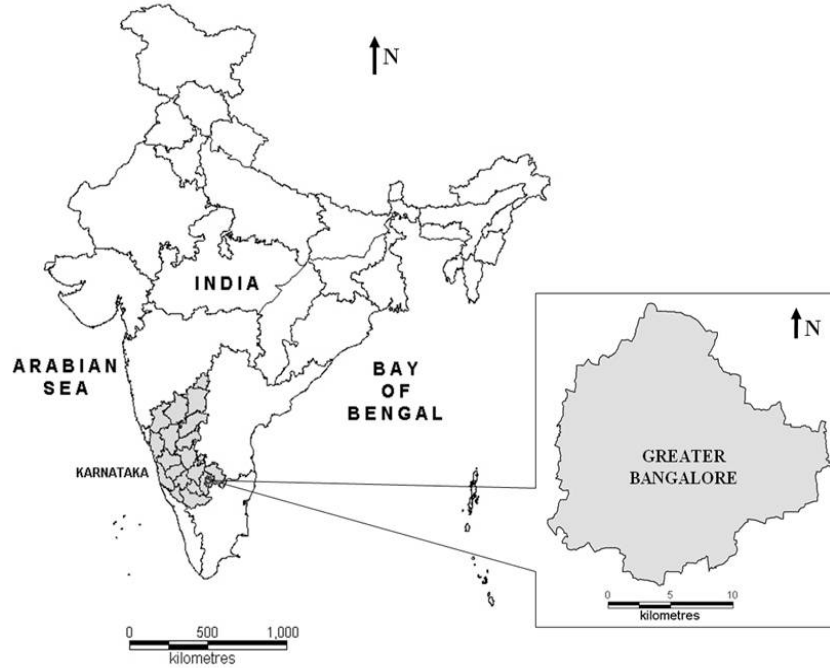 N
INDIA
ARABIAN
SEA
BAY
OF
BENGAL
KARNATAKA
0 500 1,000
kilometres
N
GREATER
BANGALORE
0 5 10
kilometres